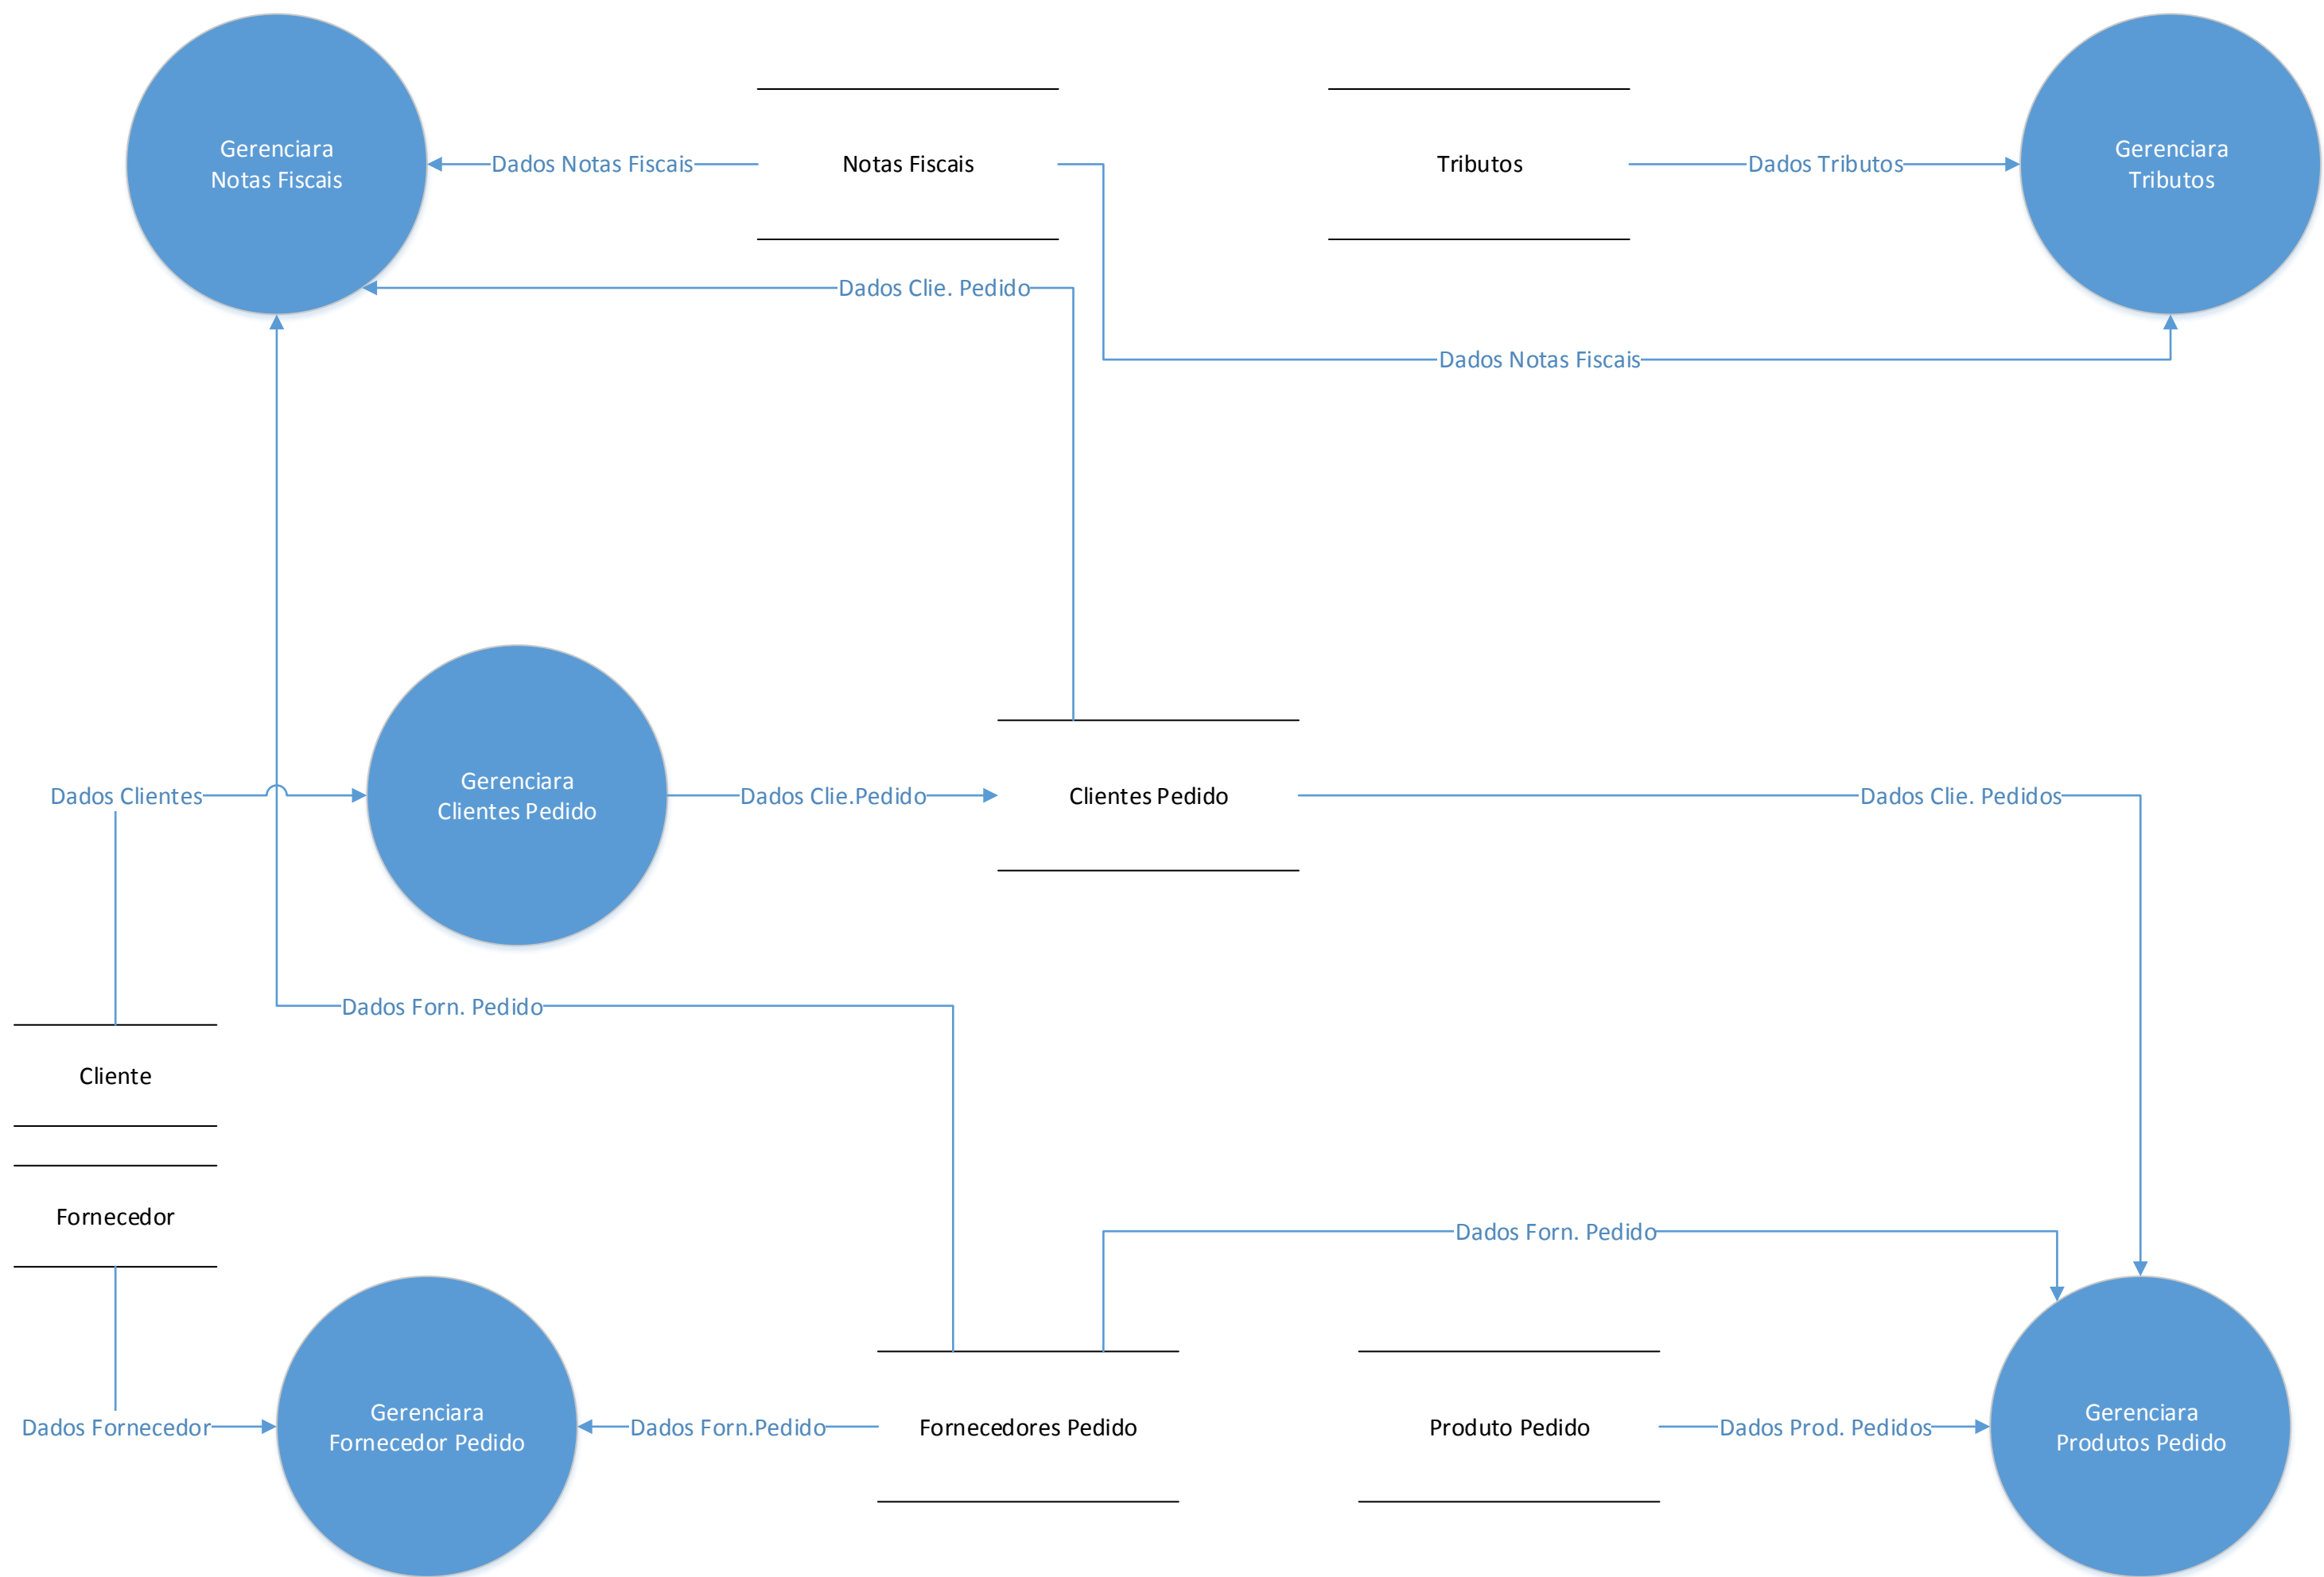 Gerenciara
Notas Fiscais
Dados Notas Fiscais
Notas Fiscais
Tributos
Dados Tributos
Gerenciara
Tributos
Dados Clie. Pedido
Dados Notas Fiscais
Dados Clientes
Gerenciara
Clientes Pedido
Dados Clie.Pedido
Clientes Pedido
Dados Clie. Pedidos
Dados Forn. Pedido
Cliente
Fornecedor
Dados Forn. Pedido
Dados Fornecedor
Gerenciara
Fornecedor Pedido
Dados Forn.Pedido
Fornecedores Pedido
Produto Pedido
Dados Prod. Pedidos
Gerenciara
Produtos Pedido